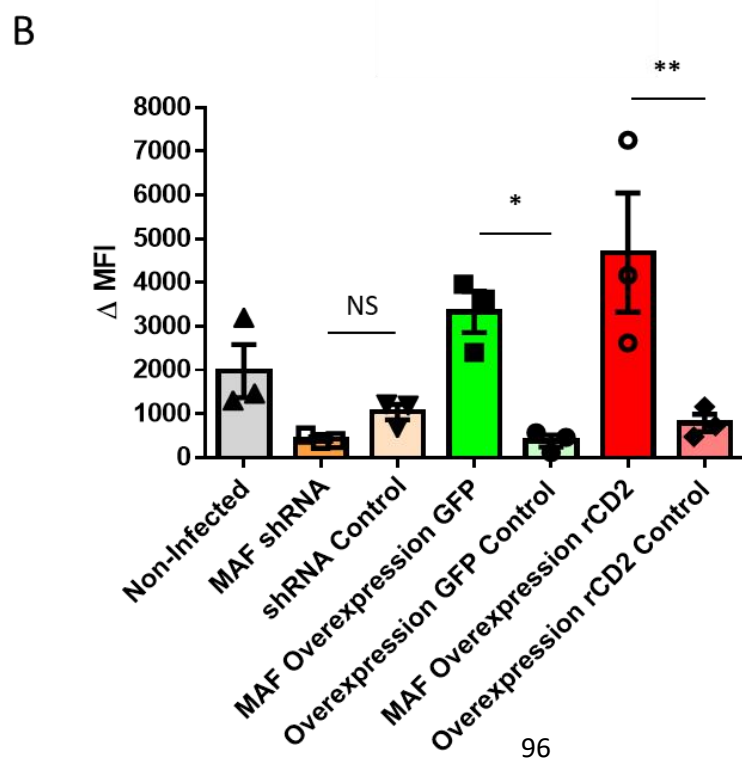 B
**
8000
7000
6000
5000
4000
3000
2000
1000
0
Δ MFI
NS
*
Non-Infected
MAF shRNA
shRNA Control
MAF Overexpression GFP
Overexpression GFP Control
MAF Overexpression rCD2
Overexpression rCD2 Control
96